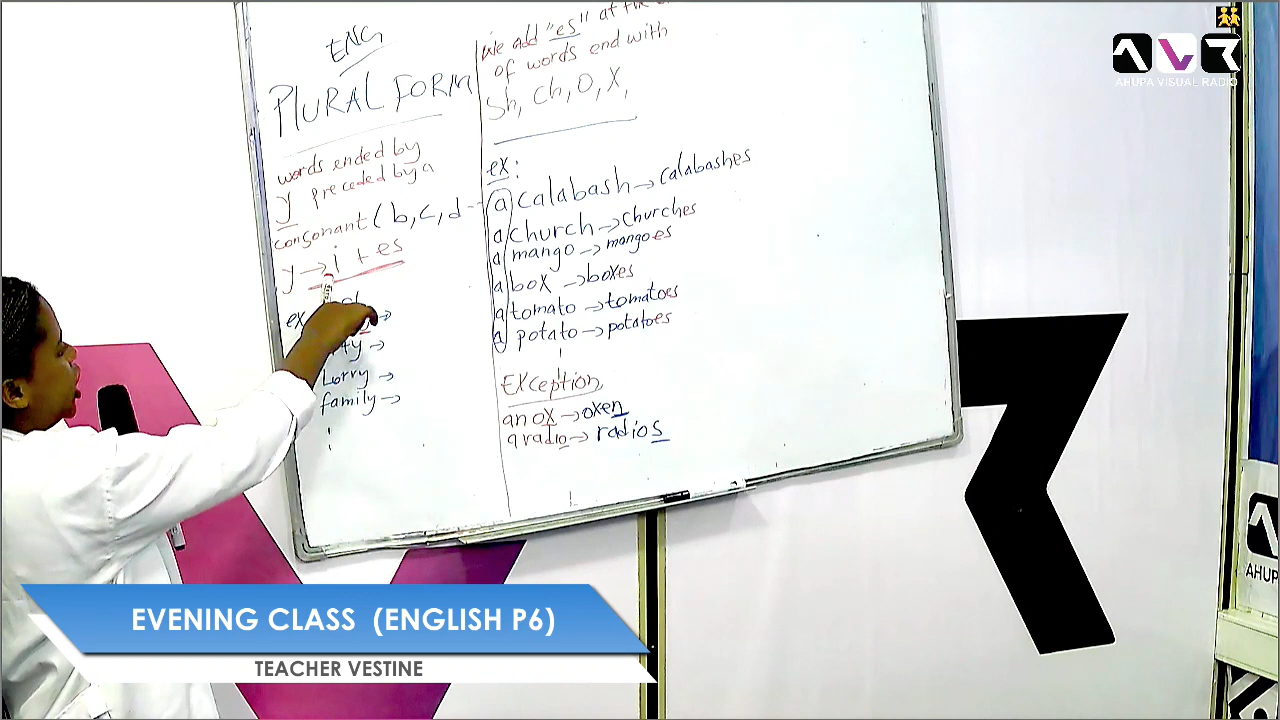 ENG
PLURAL FORM
words ended by
y preceded by a
consonant (b, c, d --
y → i + es
ex
Lorry →
family →
We add "es" at the
of words end with
Sh, Ch, O, X,
ex:
a calabash → calabashes
a church → churches
a mango → mangoes
a box → boxes
a tomato → tomatoes
a potato → potatoes
Exception
an ox → oxen
a radio → radios
AHUPA VISUAL RADIO
AHUP
EVENING CLASS (ENGLISH P6)
TEACHER VESTINE